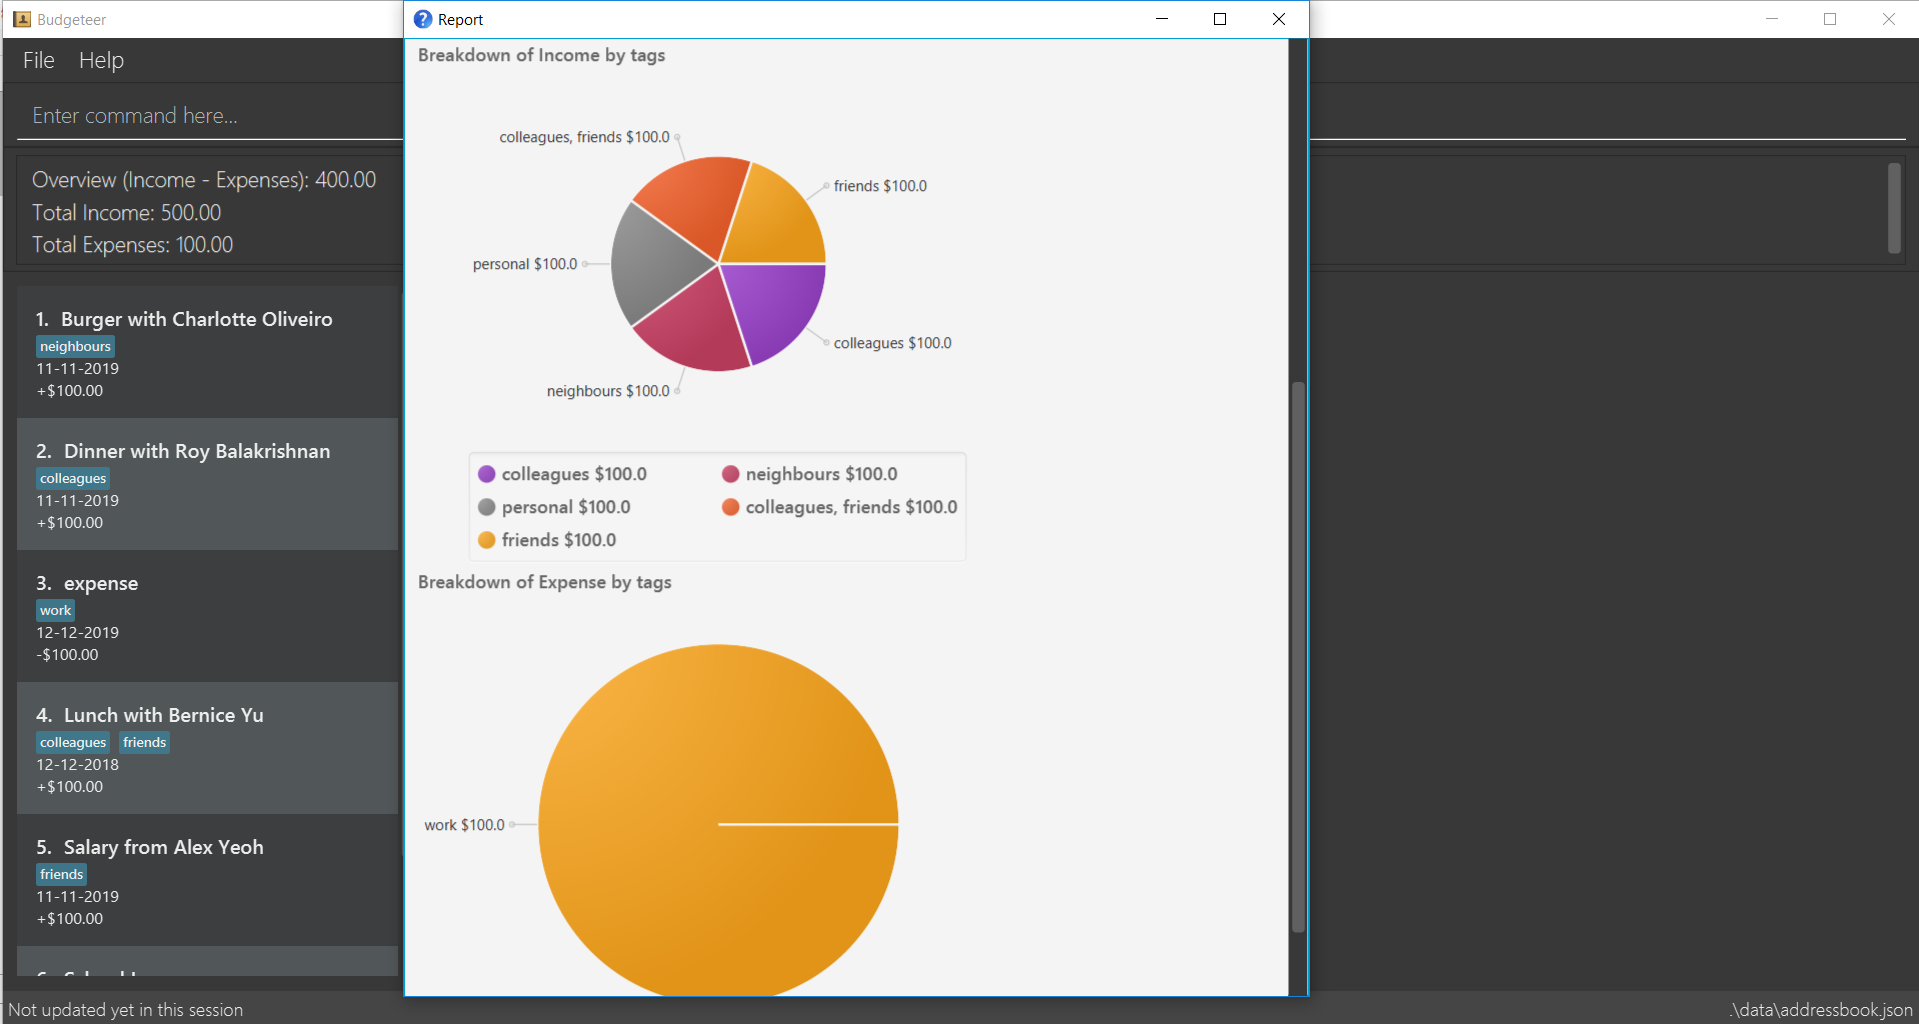 Budgeteer
File Help
Enter command here...
Overview (Income - Expenses): 400.00
Total Income: 500.00
Total Expenses: 100.00
1. Burger with Charlotte Oliveiro
neighbours
11-11-2019
+$100.00
2. Dinner with Roy Balakrishnan
colleagues
11-11-2019
+$100.00
3. expense
work
12-12-2019
-$100.00
4. Lunch with Bernice Yu
colleagues friends
12-12-2018
+$100.00
5. Salary from Alex Yeoh
friends
11-11-2019
+$100.00
Report
Breakdown of Income by tags
colleagues, friends $100.0
friends $100.0
personal $100.0
colleagues $100.0
neighbours $100.0
colleagues $100.0 neighbours $100.0
personal $100.0 colleagues, friends $100.0
friends $100.0
Breakdown of Expense by tags
work $100.0
Not updated yet in this session
.\data\addressbook.json